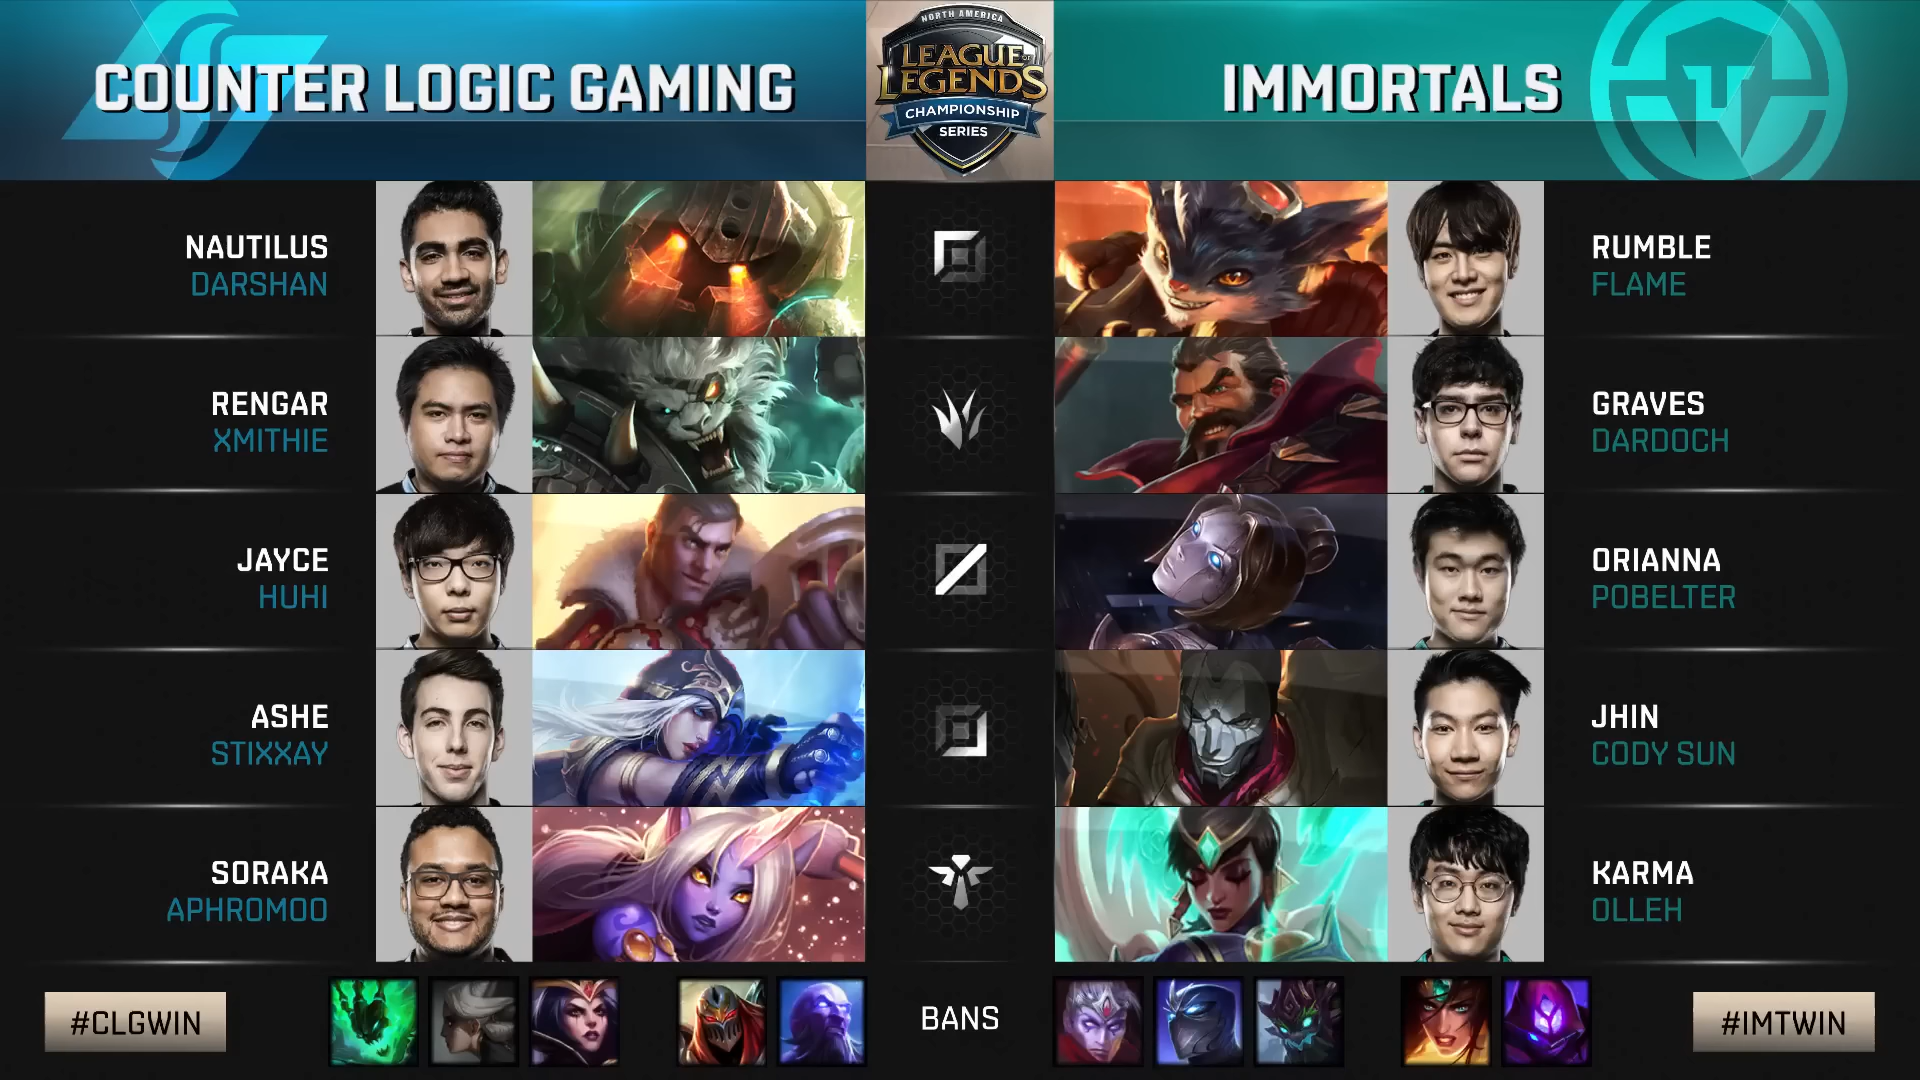 COUNTER LOGIC GAMING
NORTH AMERICA
LEAGUE OF
LEGENDS
CHAMPIONSHIP
SERIES
IMMORTALS
NAUTILUS
DARSHAN
RUMBLE
FLAME
RENGAR
XMITHIE
GRAVES
DARDOCH
JAYCE
HUHI
ORIANNA
POBELTER
ASHE
STIXXAY
JHIN
CODY SUN
SORAKA
APHROMOO
KARMA
OLLEH
#CLGWIN
BANS
#IMTWIN